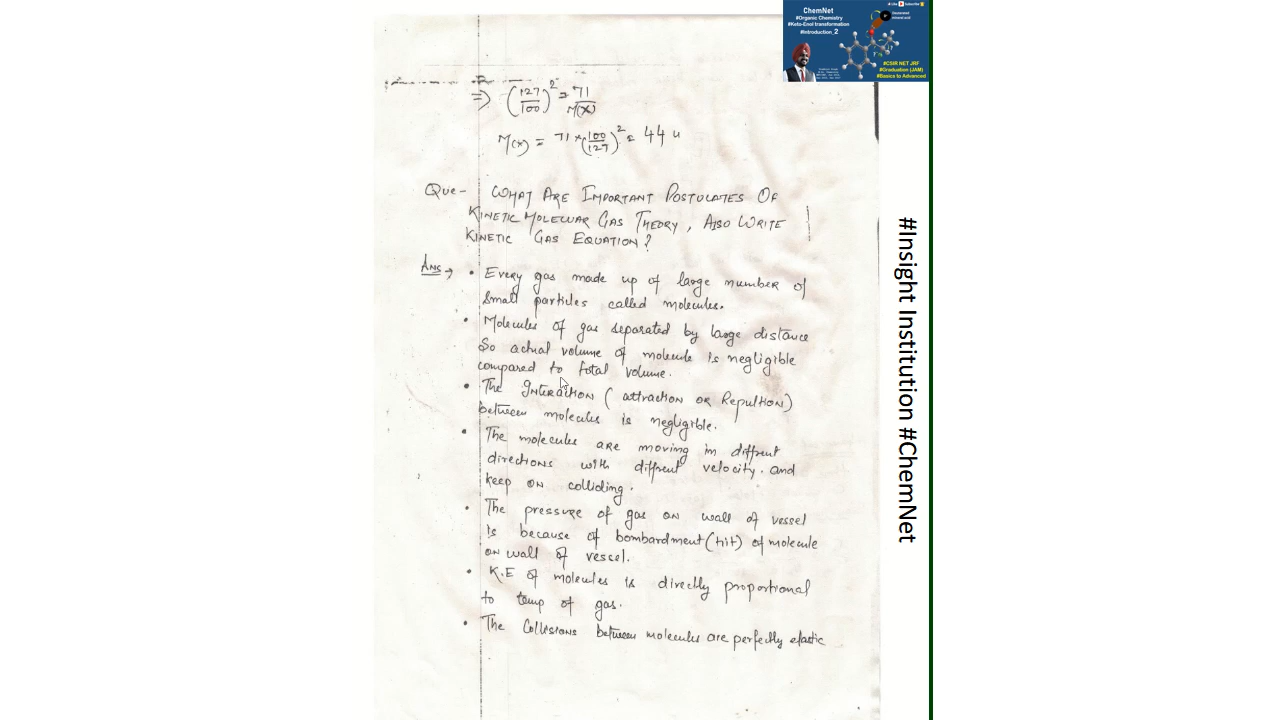 ChemNet
#Organic Chemistry
#Keto-Enol transformation
#Introduction_2
#CSIR NET JRF
#Graduation (JAM)
#Basics to Advanced
=> (127/100)² = 71/M(X)
M(X) = 71 × (100/127)² = 44 u
Que- WHAT ARE IMPORTANT POSTULATES OF
KINETIC MOLECULAR GAS THEORY, ALSO WRITE
KINETIC GAS EQUATION?
Ans → • Every gas made up of large number of
small particles called molecules.
• Molecules of gas separated by large distance
So actual volume of molecule is negligible
compared to total volume.
• The Interaction (attraction or Repultion)
between molecules is negligible.
• The molecules are moving in diffrent
directions with diffrent velocity. and
keep on colliding.
• The pressure of gas on wall of vessel
is because of bombardment (hit) of molecule
on wall of vessel.
• K.E of molecules is directly proportional
to temp of gas.
• The Collisions between molecules are perfectly elastic
#Insight Institution #ChemNet